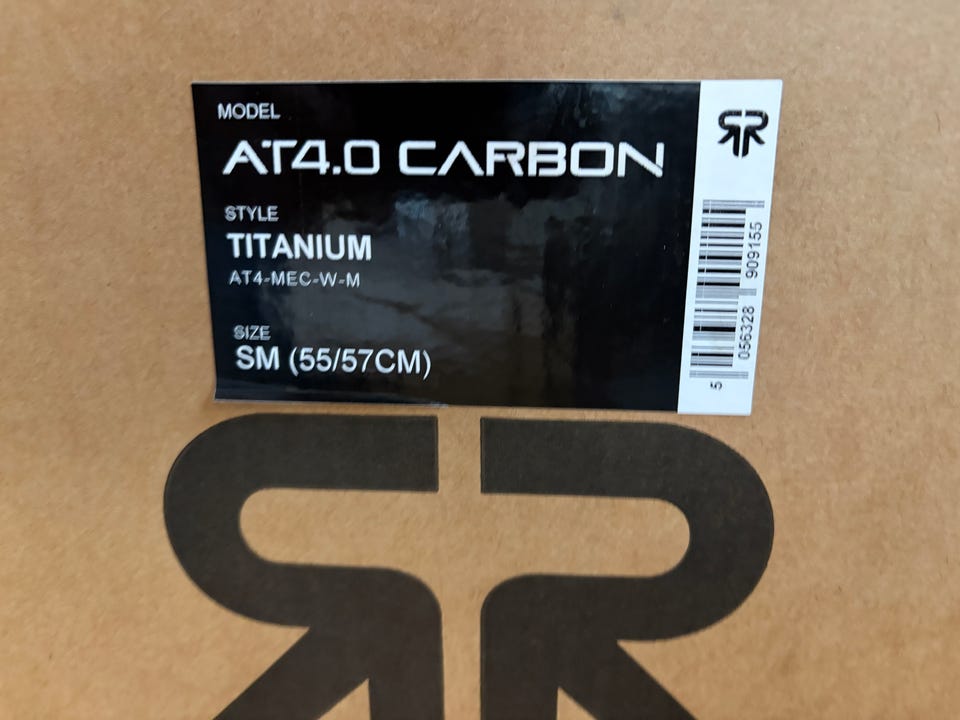 MODEL
AT4.0 CARBON
STYLE
TITANIUM
AT4-MEC-W-M
SIZE
SM (55/57CM)
5 056328 909155